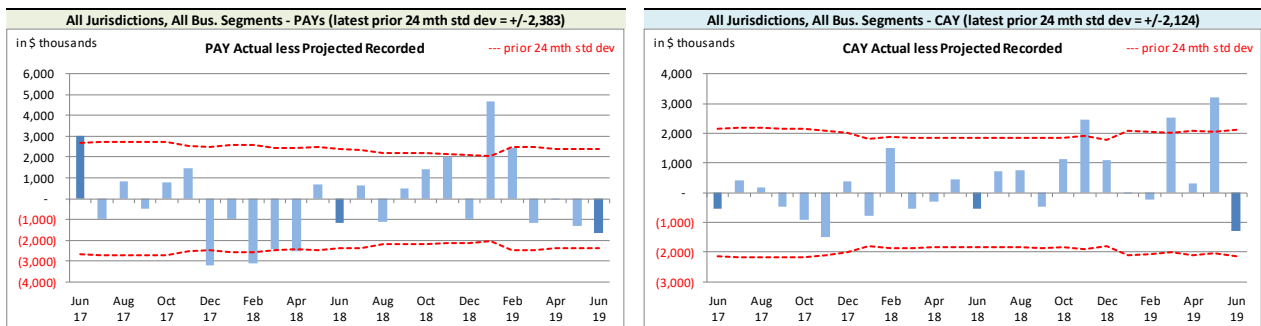 All Jurisdictions, All Bus. Segments - PAYs (latest prior 24 mth std dev = +/-2,383)
in $ thousands
PAY Actual less Projected Recorded
--- prior 24 mth std dev
6,000
5,000
4,000
3,000
2,000
1,000
-
(1,000)
(2,000)
(3,000)
(4,000)
Jun Aug Oct Dec Feb Apr Jun Aug Oct Dec Feb Apr Jun
17 17 17 17 18 18 18 18 18 18 19 19 19
All Jurisdictions, All Bus. Segments - CAY (latest prior 24 mth std dev = +/-2,124)
in $ thousands
CAY Actual less Projected Recorded
--- prior 24 mth std dev
4,000
3,000
2,000
1,000
-
(1,000)
(2,000)
(3,000)
Jun Aug Oct Dec Feb Apr Jun Aug Oct Dec Feb Apr Jun
17 17 17 17 18 18 18 18 18 18 19 19 19